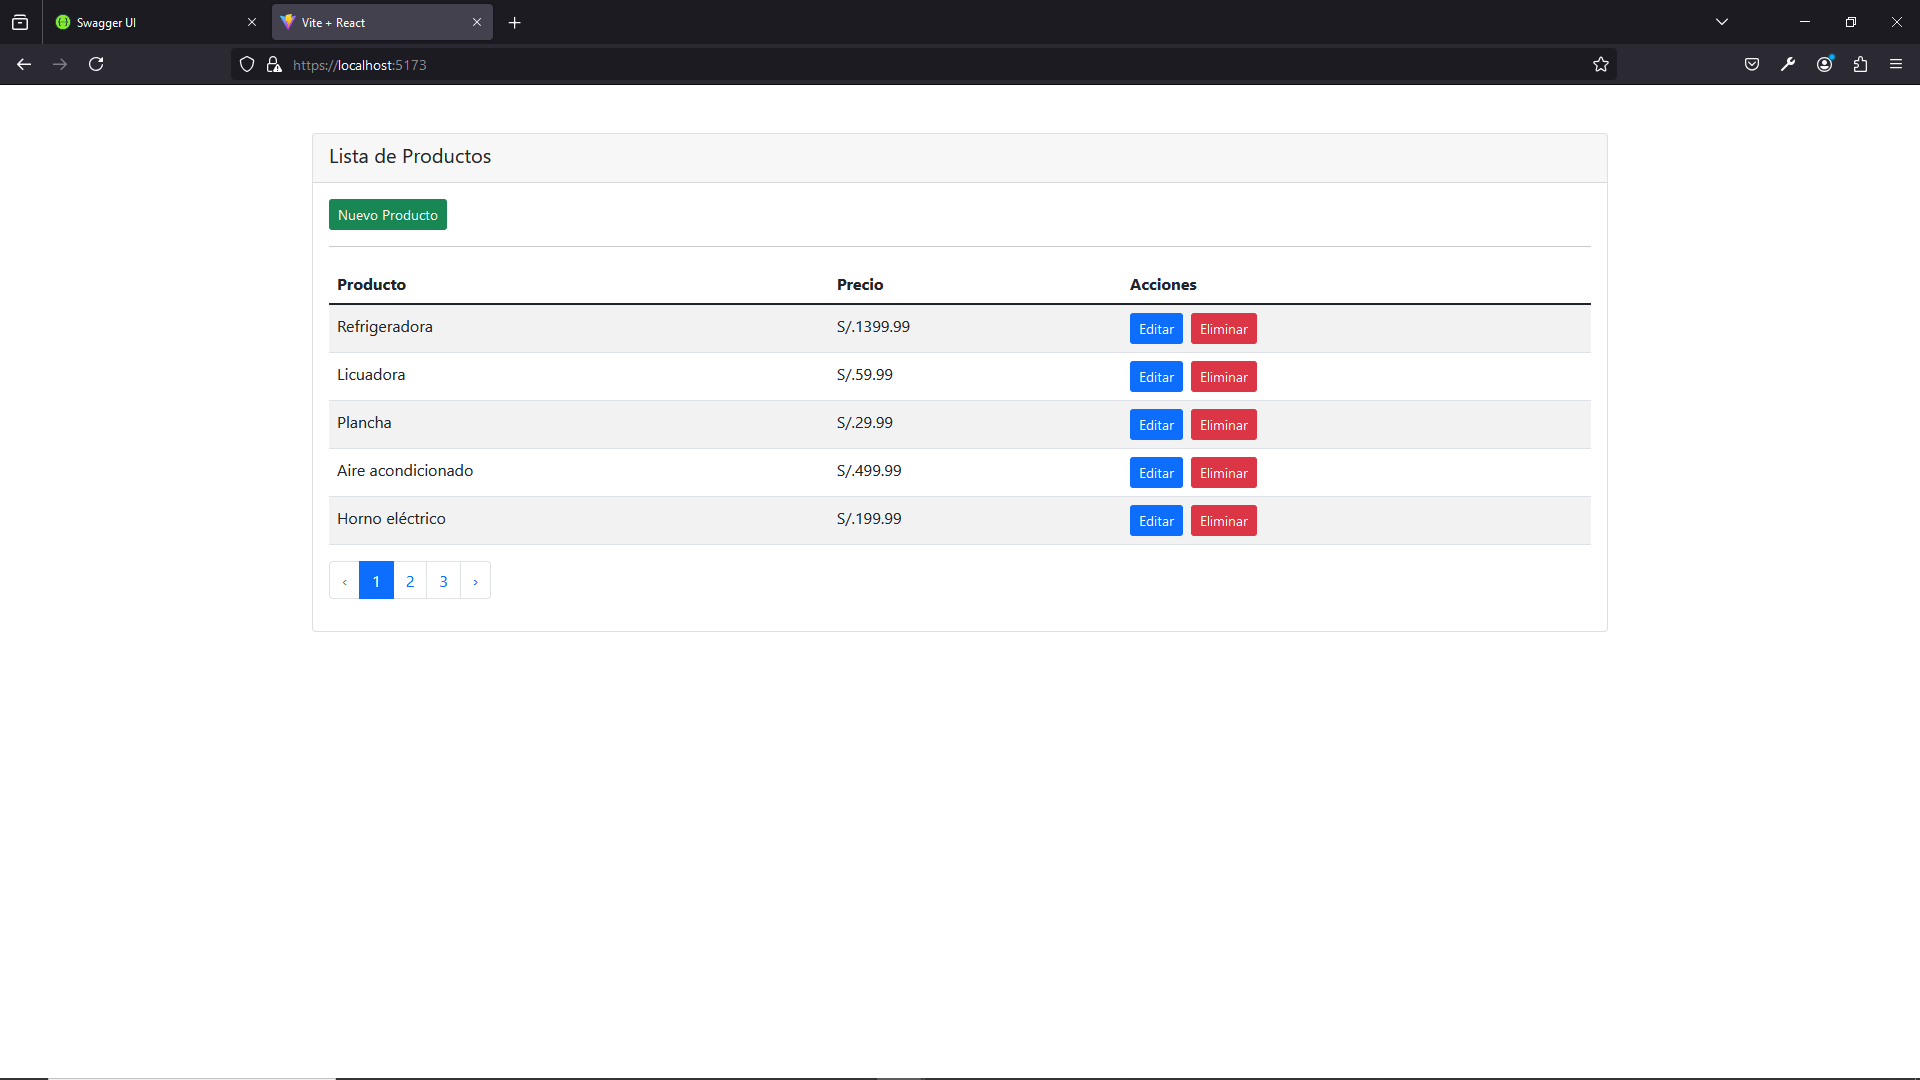 Swagger UI
Vite + React
https://localhost:5173
Lista de Productos
Nuevo Producto
Producto Precio Acciones
Refrigeradora S/.1399.99 Editar Eliminar
Licuadora S/.59.99 Editar Eliminar
Plancha S/.29.99 Editar Eliminar
Aire acondicionado S/.499.99 Editar Eliminar
Horno eléctrico S/.199.99 Editar Eliminar
‹ 1 2 3 ›